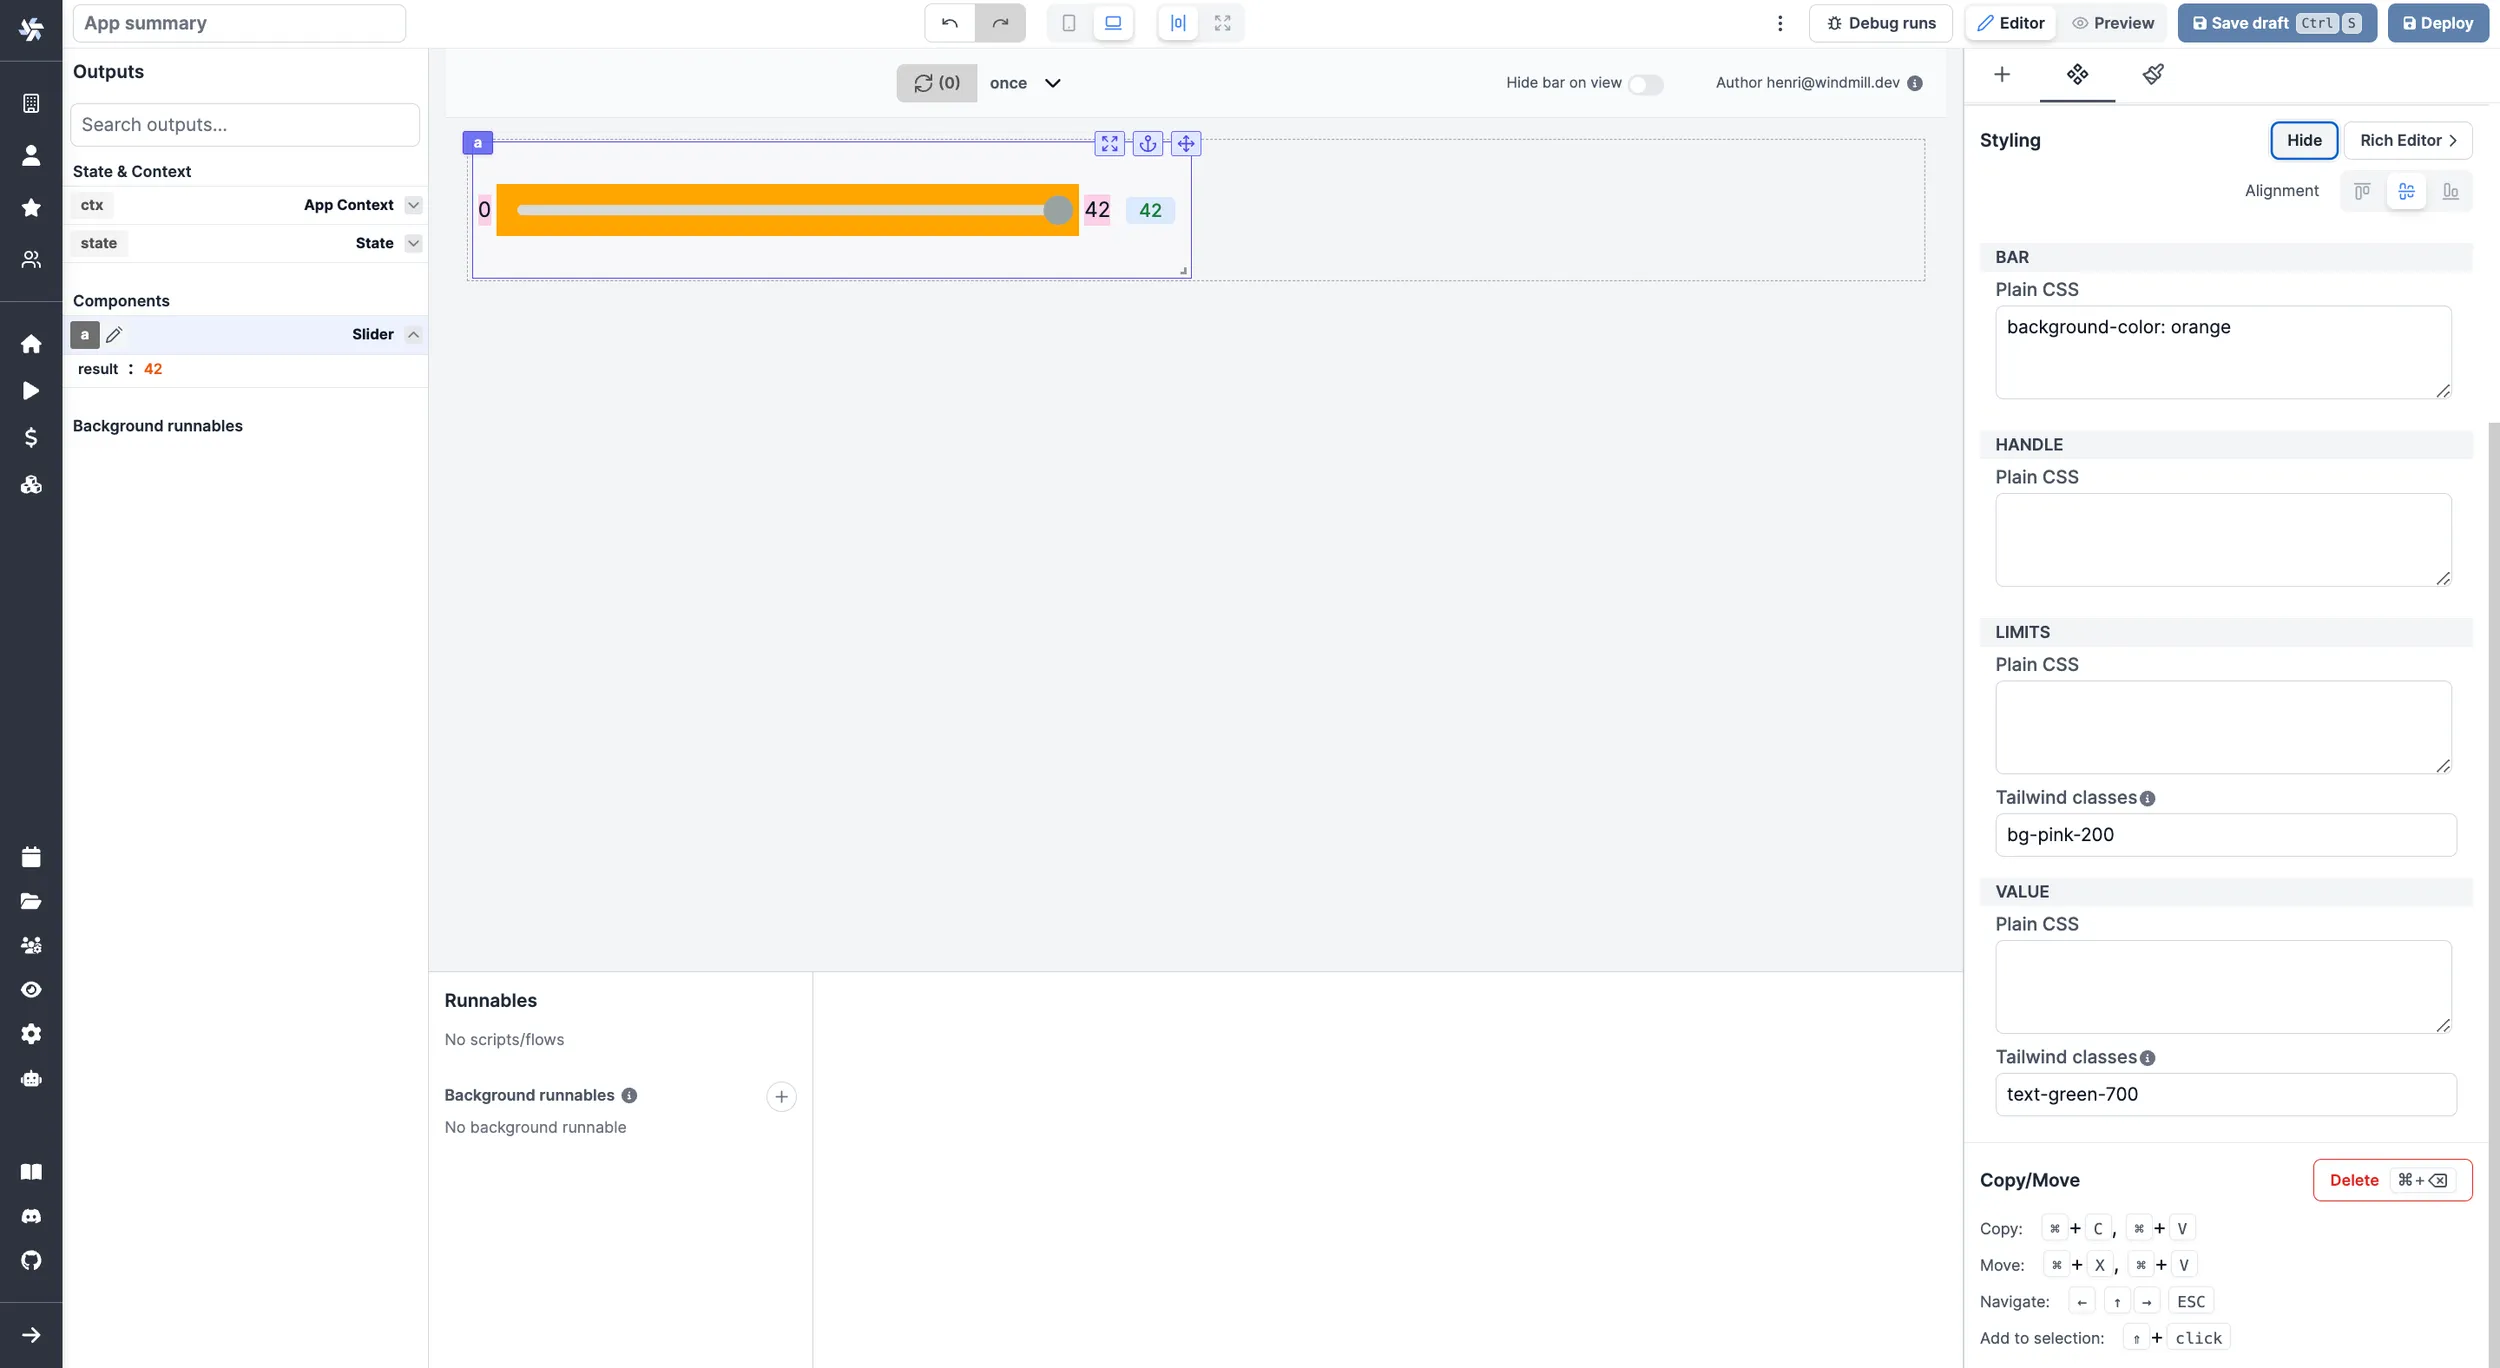 App summary
Debug runs
Editor
Preview
Save draft Ctrl S
Deploy
Outputs
Search outputs...
State & Context
ctx App Context
state State
Components
a Slider
result : 42
Background runnables
(0) once
Hide bar on view
Author henri@windmill.dev
a
0 42 42
Runnables
No scripts/flows
Background runnables
No background runnable
Styling
Hide
Rich Editor
Alignment
BAR
Plain CSS
background-color: orange
HANDLE
Plain CSS
LIMITS
Plain CSS
Tailwind classes
bg-pink-200
VALUE
Plain CSS
Tailwind classes
text-green-700
Copy/Move
Delete ⌘+⌫
Copy: ⌘ + C, ⌘ + V
Move: ⌘ + X, ⌘ + V
Navigate: ← ↑ → ESC
Add to selection: ⇑ + click